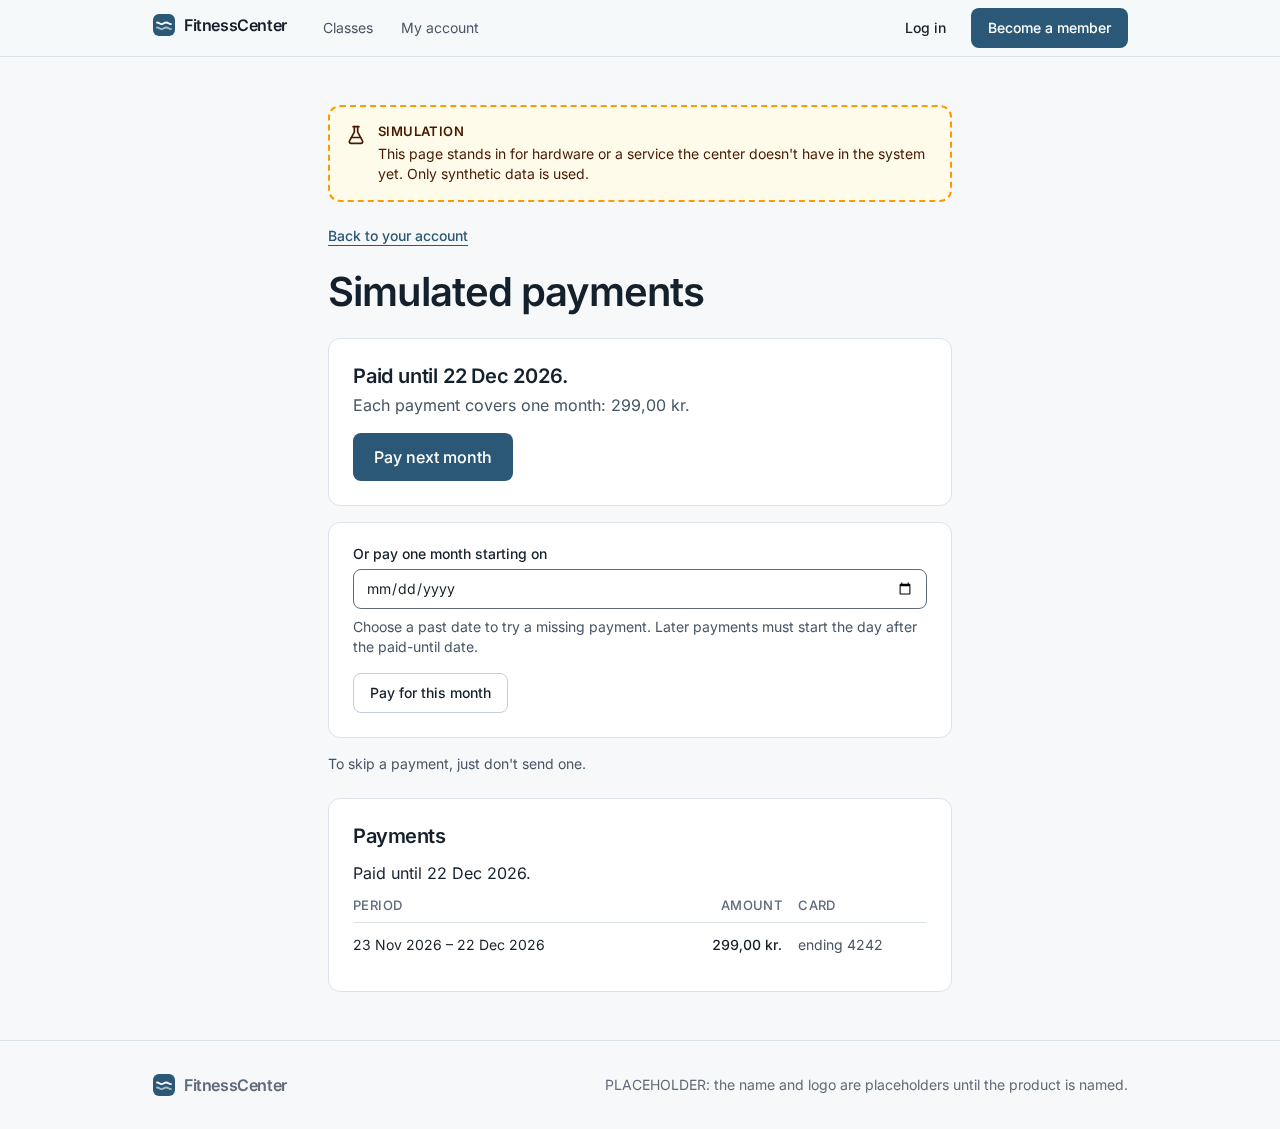 FitnessCenter
Classes
My account
Log in
Become a member
SIMULATION
This page stands in for hardware or a service the center doesn't have in the system
yet. Only synthetic data is used.
Back to your account
Simulated payments
Paid until 22 Dec 2026.
Each payment covers one month: 299,00 kr.
Pay next month
Or pay one month starting on
mm/dd/yyyy
Choose a past date to try a missing payment. Later payments must start the day after
the paid-until date.
Pay for this month
To skip a payment, just don't send one.
Payments
Paid until 22 Dec 2026.
PERIOD AMOUNT CARD
23 Nov 2026 – 22 Dec 2026 299,00 kr. ending 4242
FitnessCenter
PLACEHOLDER: the name and logo are placeholders until the product is named.